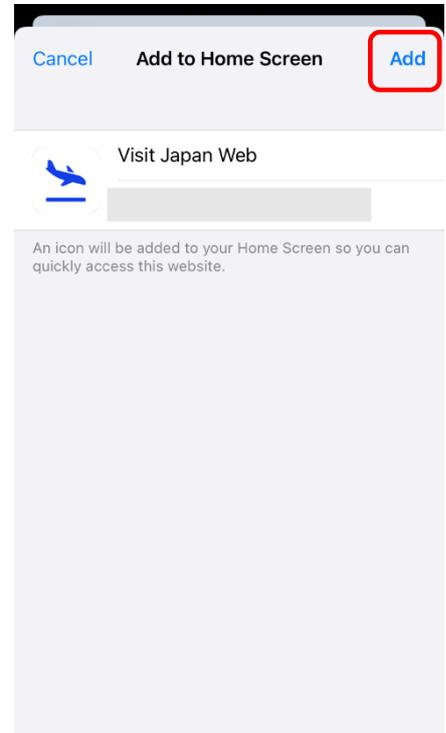 Cancel Add to Home Screen Add
Visit Japan Web
An icon will be added to your Home Screen so you can
quickly access this website.